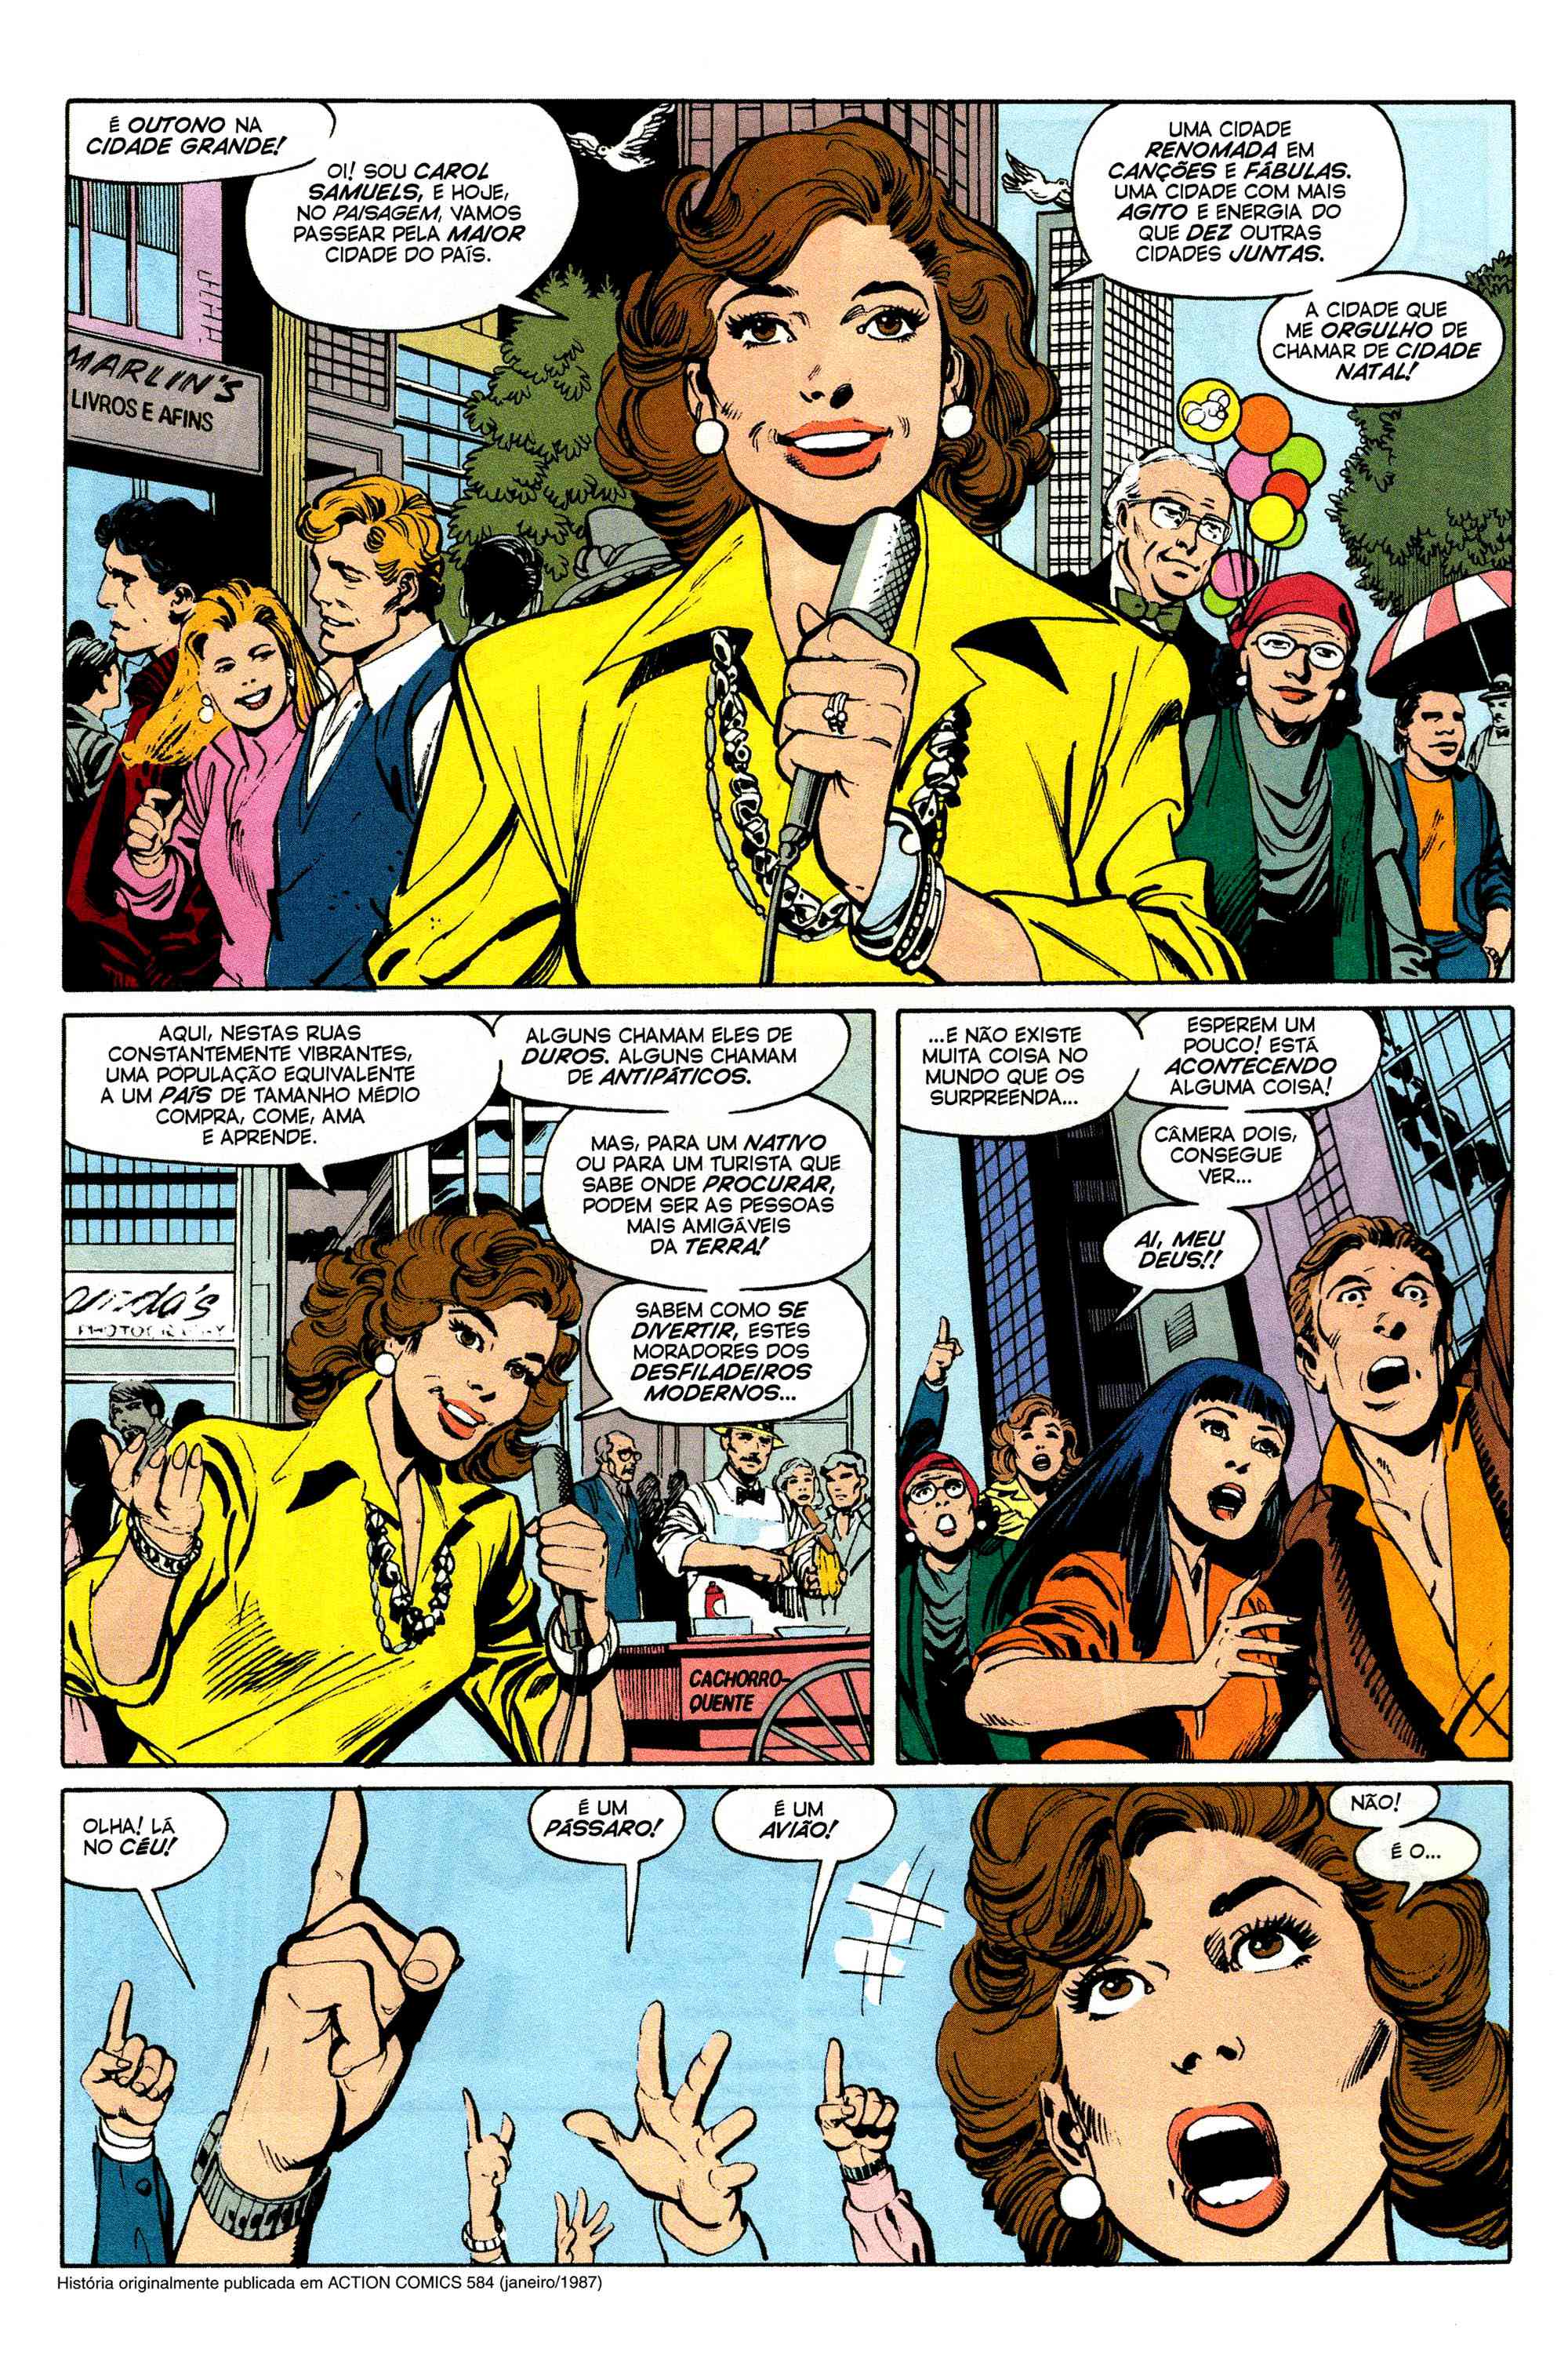 É OUTONO NA
CIDADE GRANDE!
OI! SOU CAROL
SAMUELS, E HOJE,
NO PAISAGEM, VAMOS
PASSEAR PELA MAIOR
CIDADE DO PAÍS.
UMA CIDADE
RENOMADA EM
CANÇÕES E FÁBULAS.
UMA CIDADE COM MAIS
AGITO E ENERGIA DO
QUE DEZ OUTRAS
CIDADES JUNTAS.
A CIDADE QUE
ME ORGULHO DE
CHAMAR DE CIDADE
NATAL!
MARLIN'S
LIVROS E AFINS
AQUI, NESTAS RUAS
CONSTANTEMENTE VIBRANTES,
UMA POPULAÇÃO EQUIVALENTE
A UM PAÍS DE TAMANHO MÉDIO
COMPRA, COME, AMA
E APRENDE.
ALGUNS CHAMAM ELES DE
DUROS. ALGUNS CHAMAM
DE ANTIPÁTICOS.
MAS, PARA UM NATIVO
OU PARA UM TURISTA QUE
SABE ONDE PROCURAR,
PODEM SER AS PESSOAS
MAIS AMIGÁVEIS
DA TERRA!
SABEM COMO SE
DIVERTIR, ESTES
MORADORES DOS
DESFILADEIROS
MODERNOS...
PHOTOGRAPHY
CACHORRO-
QUENTE
...E NÃO EXISTE
MUITA COISA NO
MUNDO QUE OS
SURPREENDA...
ESPEREM UM
POUCO! ESTÁ
ACONTECENDO
ALGUMA COISA!
CÂMERA DOIS,
CONSEGUE
VER...
AI, MEU
DEUS!!
OLHA! LÁ
NO CÉU!
É UM
PÁSSARO!
É UM
AVIÃO!
NÃO!
É O...
História originalmente publicada em ACTION COMICS 584 (janeiro/1987)